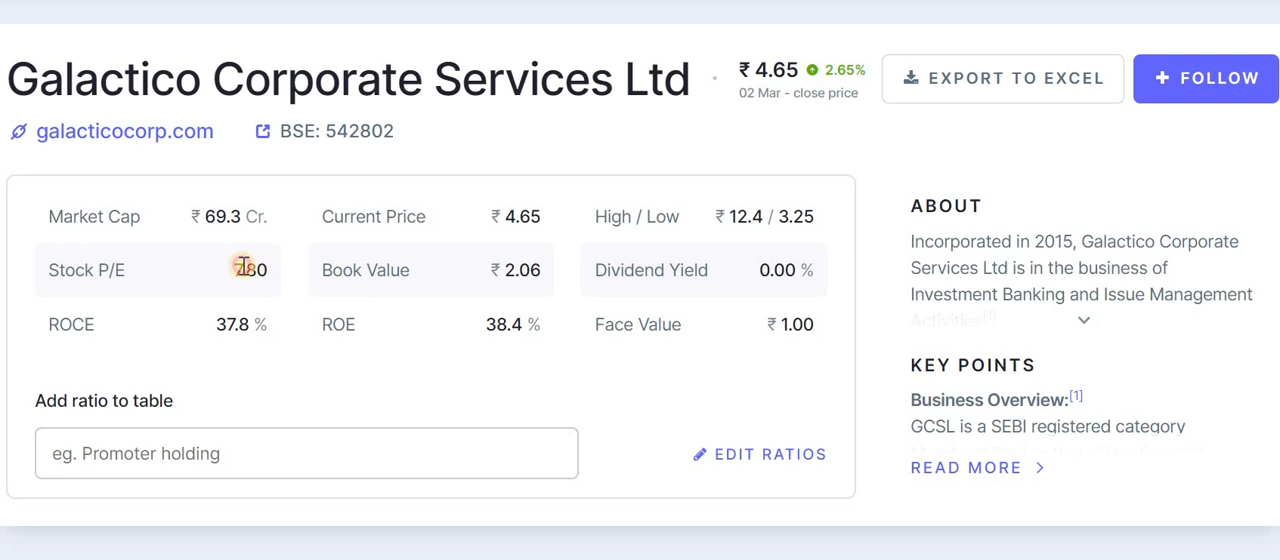 Galactico Corporate Services Ltd
₹ 4.65 2.65%
02 Mar - close price
EXPORT TO EXCEL
+ FOLLOW
galacticocorp.com
BSE: 542802
Market Cap ₹ 69.3 Cr.
Current Price ₹ 4.65
High / Low ₹ 12.4 / 3.25
Stock P/E
Book Value ₹ 2.06
Dividend Yield 0.00 %
ROCE 37.8 %
ROE 38.4 %
Face Value ₹ 1.00
Add ratio to table
eg. Promoter holding
EDIT RATIOS
ABOUT
Incorporated in 2015, Galactico Corporate
Services Ltd is in the business of
Investment Banking and Issue Management
Activities[1]
KEY POINTS
Business Overview:[1]
GCSL is a SEBI registered category
READ MORE